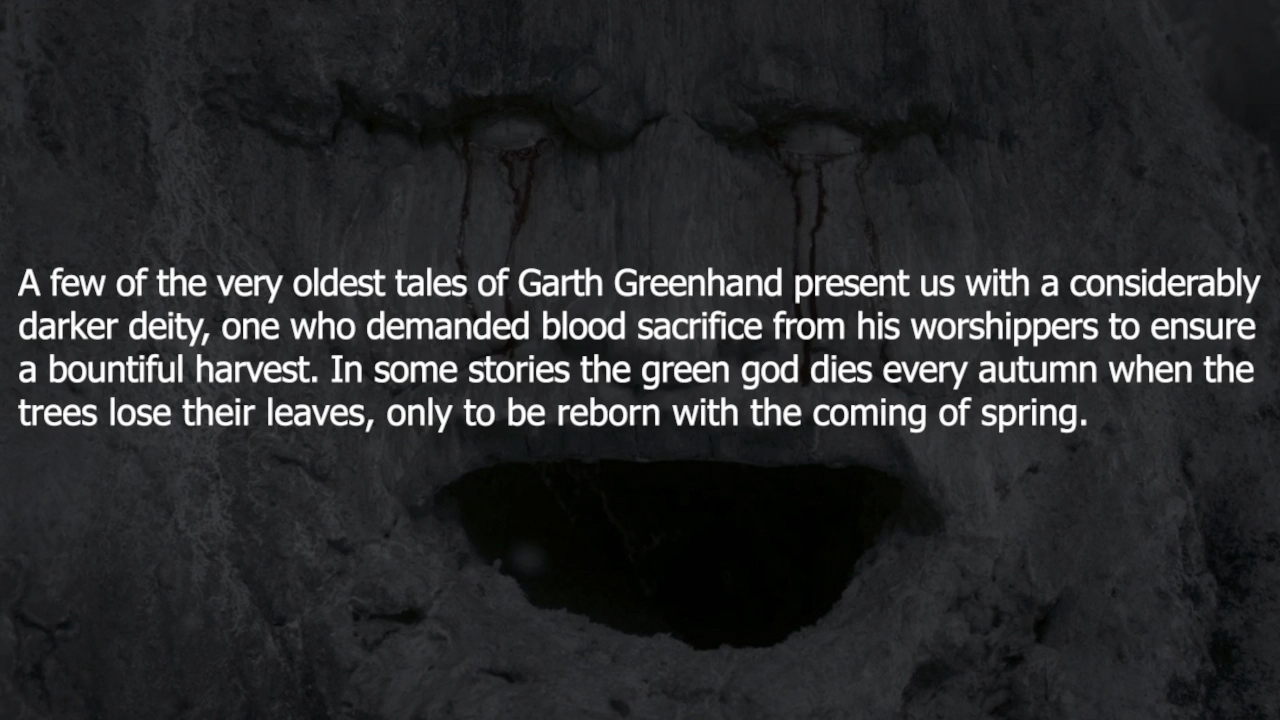 A few of the very oldest tales of Garth Greenhand present us with a considerably
darker deity, one who demanded blood sacrifice from his worshippers to ensure
a bountiful harvest. In some stories the green god dies every autumn when the
trees lose their leaves, only to be reborn with the coming of spring.